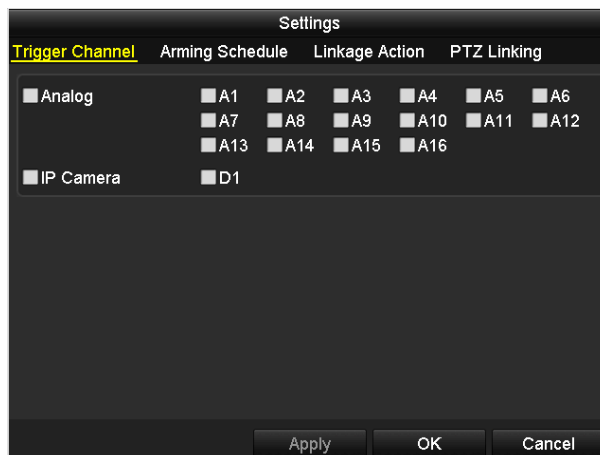 Settings
Trigger Channel Arming Schedule Linkage Action PTZ Linking
Analog A1 A2 A3 A4 A5 A6
A7 A8 A9 A10 A11 A12
A13 A14 A15 A16
IP Camera D1
Apply OK Cancel